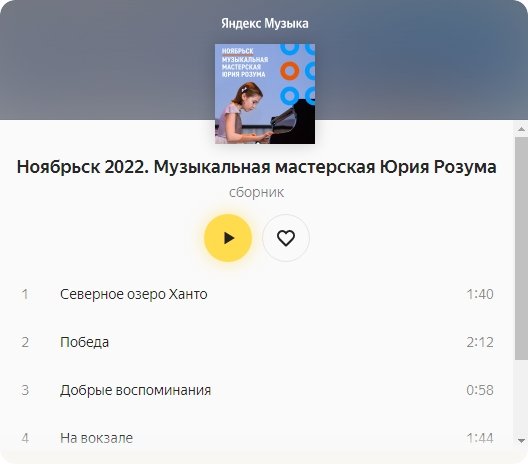 Яндекс Музыка
НОЯБРЬСК
МУЗЫКАЛЬНАЯ
МАСТЕРСКАЯ
ЮРИЯ РОЗУМА
Ноябрьск 2022. Музыкальная мастерская Юрия Розума
сборник
1 Северное озеро Ханто 1:40
2 Победа 2:12
3 Добрые воспоминания 0:58
4 На вокзале 1:44